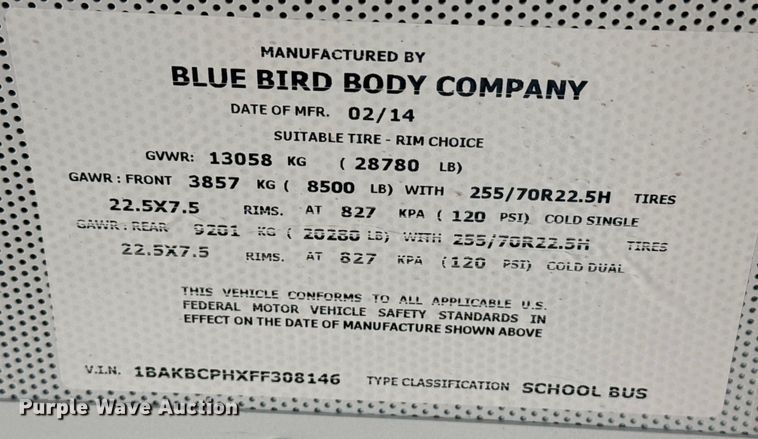 MANUFACTURED BY
BLUE BIRD BODY COMPANY
DATE OF MFR. 02/14
SUITABLE TIRE - RIM CHOICE
GVWR: 13058 KG ( 28780 LB)
GAWR : FRONT 3857 KG ( 8500 LB) WITH 255/70R22.5H TIRES
22.5X7.5 RIMS. AT 827 KPA ( 120 PSI) COLD SINGLE
GAWR : REAR 9201 KG ( 20280 LB) WITH 255/70R22.5H TIRES
22.5X7.5 RIMS. AT 827 KPA ( 120 PSI) COLD DUAL
THIS VEHICLE CONFORMS TO ALL APPLICABLE U.S.
FEDERAL MOTOR VEHICLE SAFETY STANDARDS IN
EFFECT ON THE DATE OF MANUFACTURE SHOWN ABOVE
V.I.N. 1BAKBCPHXFF308146 TYPE CLASSIFICATION SCHOOL BUS
Purple Wave Auction